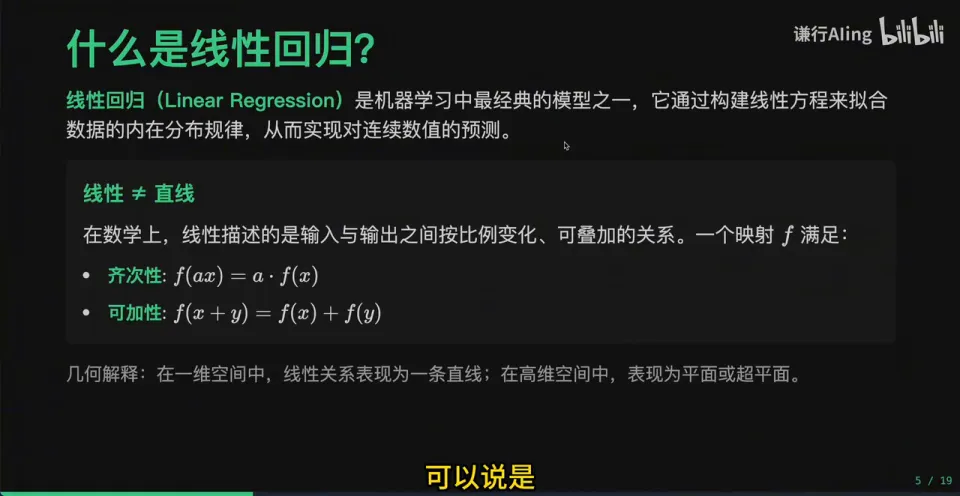 谦行AIing bilibili
什么是线性回归?
线性回归（Linear Regression）是机器学习中最经典的模型之一，它通过构建线性方程来拟合
数据的内在分布规律，从而实现对连续数值的预测。
线性 ≠ 直线
在数学上，线性描述的是输入与输出之间按比例变化、可叠加的关系。一个映射 f 满足：
• 齐次性: f(ax) = a · f(x)
• 可加性: f(x + y) = f(x) + f(y)
几何解释：在一维空间中，线性关系表现为一条直线；在高维空间中，表现为平面或超平面。
可以说是
5 / 19